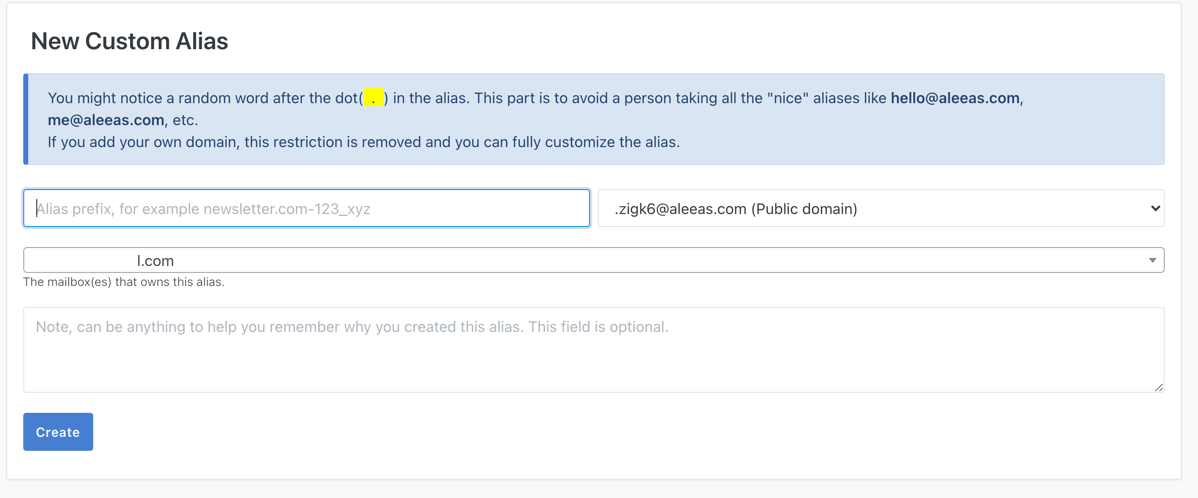 New Custom Alias
You might notice a random word after the dot( . ) in the alias. This part is to avoid a person taking all the "nice" aliases like hello@aleeas.com,
me@aleeas.com, etc.
If you add your own domain, this restriction is removed and you can fully customize the alias.
Alias prefix, for example newsletter.com-123_xyz .zigk6@aleeas.com (Public domain)
l.com
The mailbox(es) that owns this alias.
Note, can be anything to help you remember why you created this alias. This field is optional.
Create